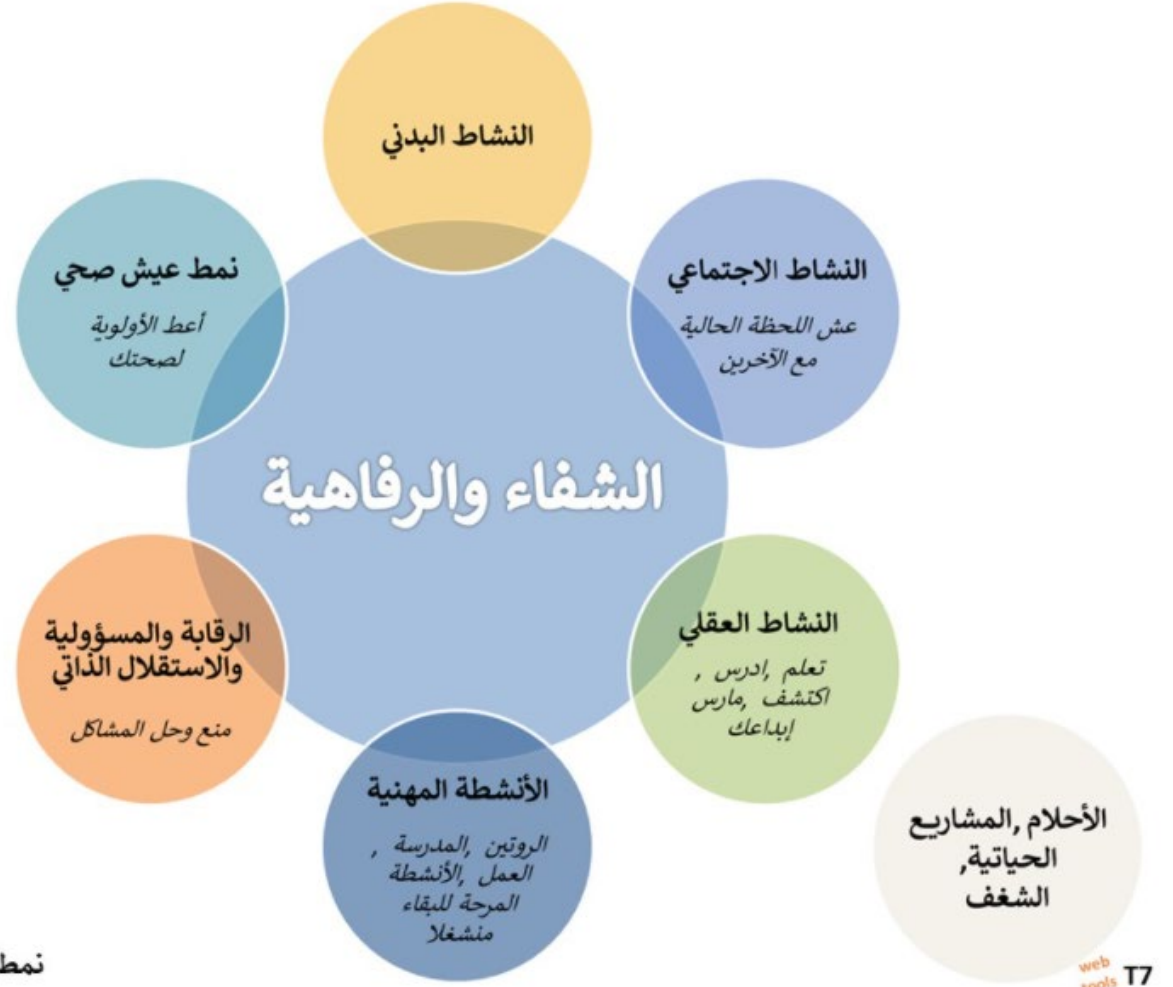 النشاط البدني
النشاط الاجتماعي
عش اللحظة الحالية
مع الآخرين
نمط عيش صحي
أعط الأولوية
لصحتك
الشفاء والرفاهية
النشاط العقلي
تعلم ,ادرس ,
اكتشف ,مارس
إبداعك
الرقابة والمسؤولية
والاستقلال الذاتي
منع وحل المشاكل
الأنشطة المهنية
الروتين ,المدرسة ,
العمل ,الأنشطة
المرحة للبقاء
منشغلا
الأحلام ,المشاريع
الحياتية,
الشغف
نمط
web
tools
T7